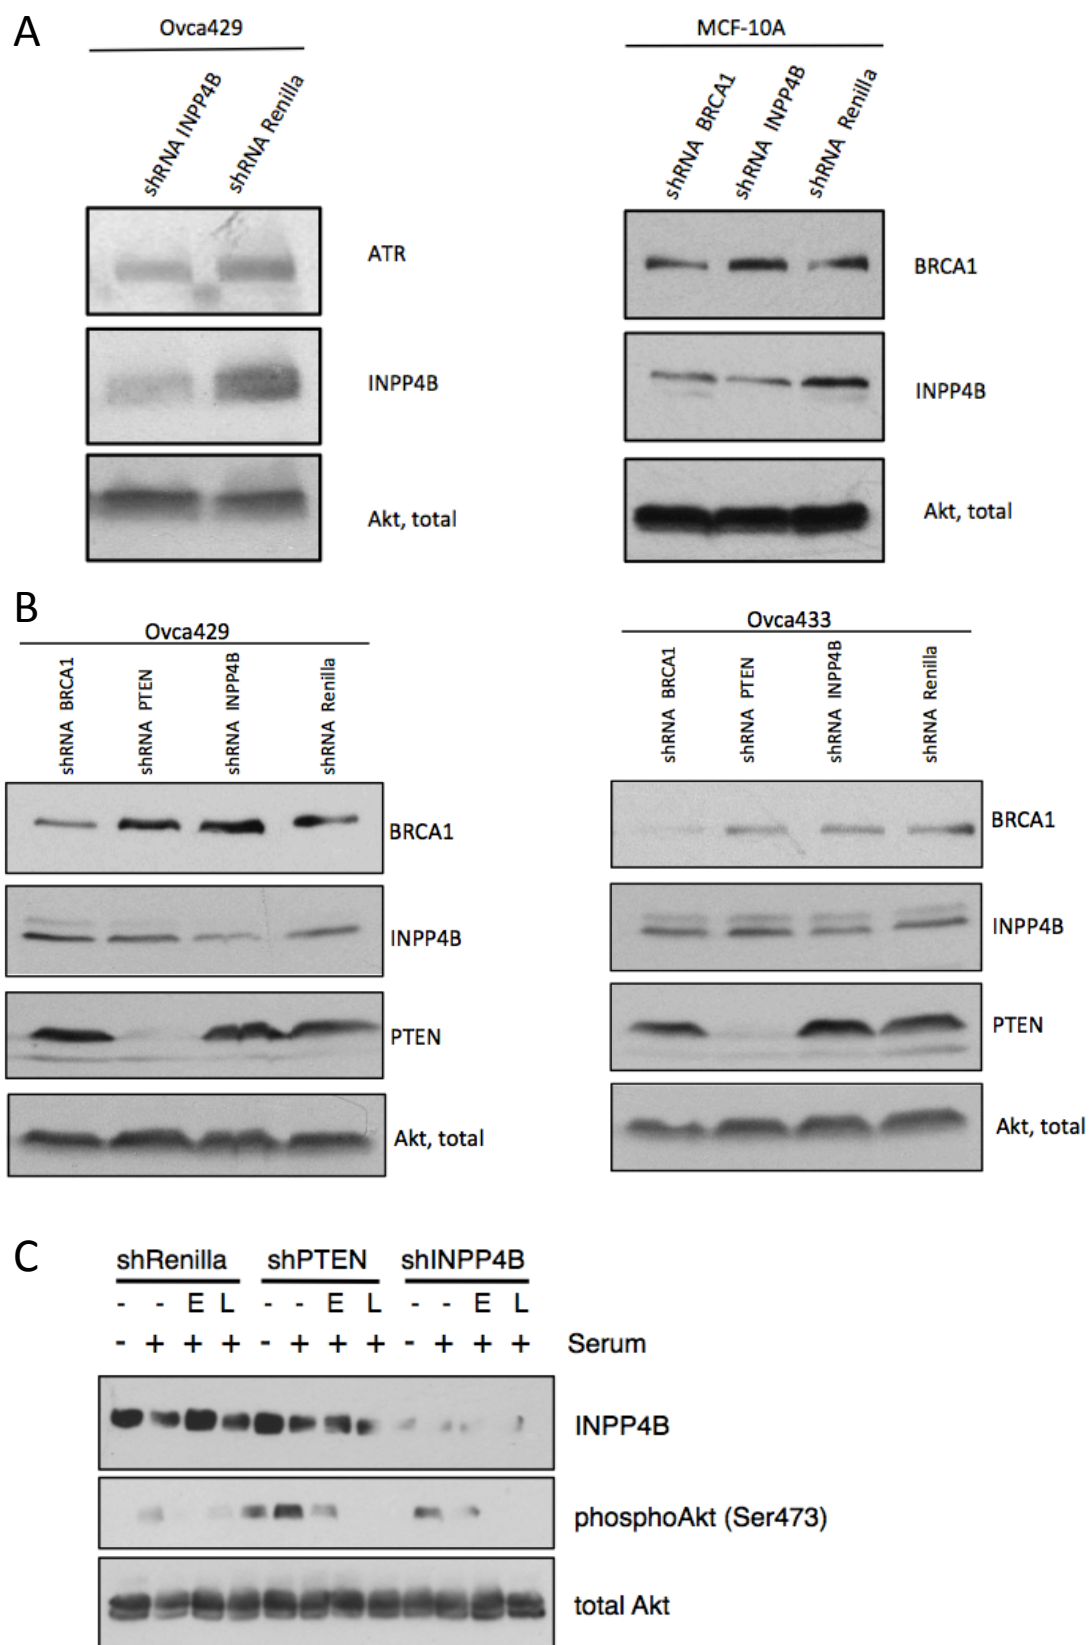 A
Ovca429
shRNA INPP4B
shRNA Renilla
ATR
INPP4B
Akt, total
MCF-10A
shRNA BRCA1
shRNA INPP4B
shRNA Renilla
BRCA1
INPP4B
Akt, total
B
Ovca429
shRNA BRCA1
shRNA PTEN
shRNA INPP4B
shRNA Renilla
BRCA1
INPP4B
PTEN
Akt, total
Ovca433
shRNA BRCA1
shRNA PTEN
shRNA INPP4B
shRNA Renilla
BRCA1
INPP4B
PTEN
Akt, total
C
shRenilla shPTEN shINPP4B
- - E L - - E L - - E L
- + + + - + + + - + + + Serum
INPP4B
phosphoAkt (Ser473)
total Akt